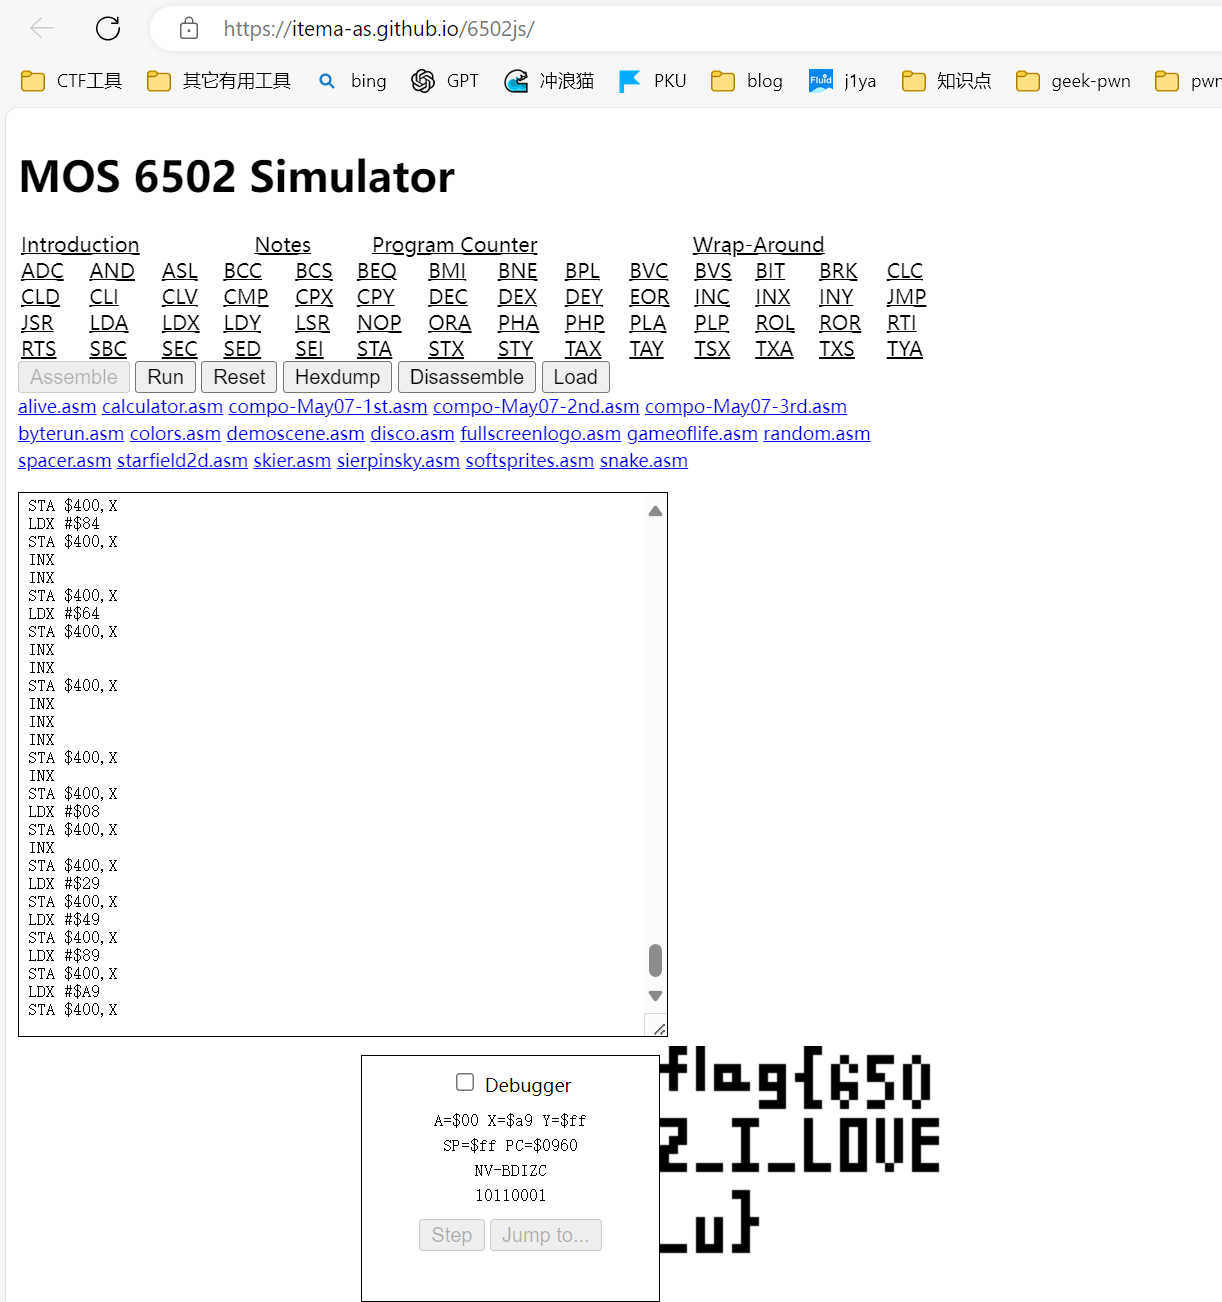 https://itema-as.github.io/6502js/
CTF工具 其它有用工具 bing GPT 冲浪猫 PKU blog Fluid j1ya 知识点 geek-pwn pwn
MOS 6502 Simulator
Introduction Notes Program Counter Wrap-Around
ADC AND ASL BCC BCS BEQ BMI BNE BPL BVC BVS BIT BRK CLC
CLD CLI CLV CMP CPX CPY DEC DEX DEY EOR INC INX INY JMP
JSR LDA LDX LDY LSR NOP ORA PHA PHP PLA PLP ROL ROR RTI
RTS SBC SEC SED SEI STA STX STY TAX TAY TSX TXA TXS TYA
Assemble Run Reset Hexdump Disassemble Load
alive.asm calculator.asm compo-May07-1st.asm compo-May07-2nd.asm compo-May07-3rd.asm
byterun.asm colors.asm demoscene.asm disco.asm fullscreenlogo.asm gameoflife.asm random.asm
spacer.asm starfield2d.asm skier.asm sierpinsky.asm softsprites.asm snake.asm
STA $400,X
LDX #$84
STA $400,X
INX
INX
STA $400,X
LDX #$64
STA $400,X
INX
INX
STA $400,X
INX
INX
INX
STA $400,X
INX
STA $400,X
LDX #$08
STA $400,X
INX
STA $400,X
LDX #$29
STA $400,X
LDX #$49
STA $400,X
LDX #$89
STA $400,X
LDX #$A9
STA $400,X
Debugger
A=$00 X=$a9 Y=$ff
SP=$ff PC=$0960
NV-BDIZC
10110001
Step Jump to...
flag{650
2_I_LOVE
_u}